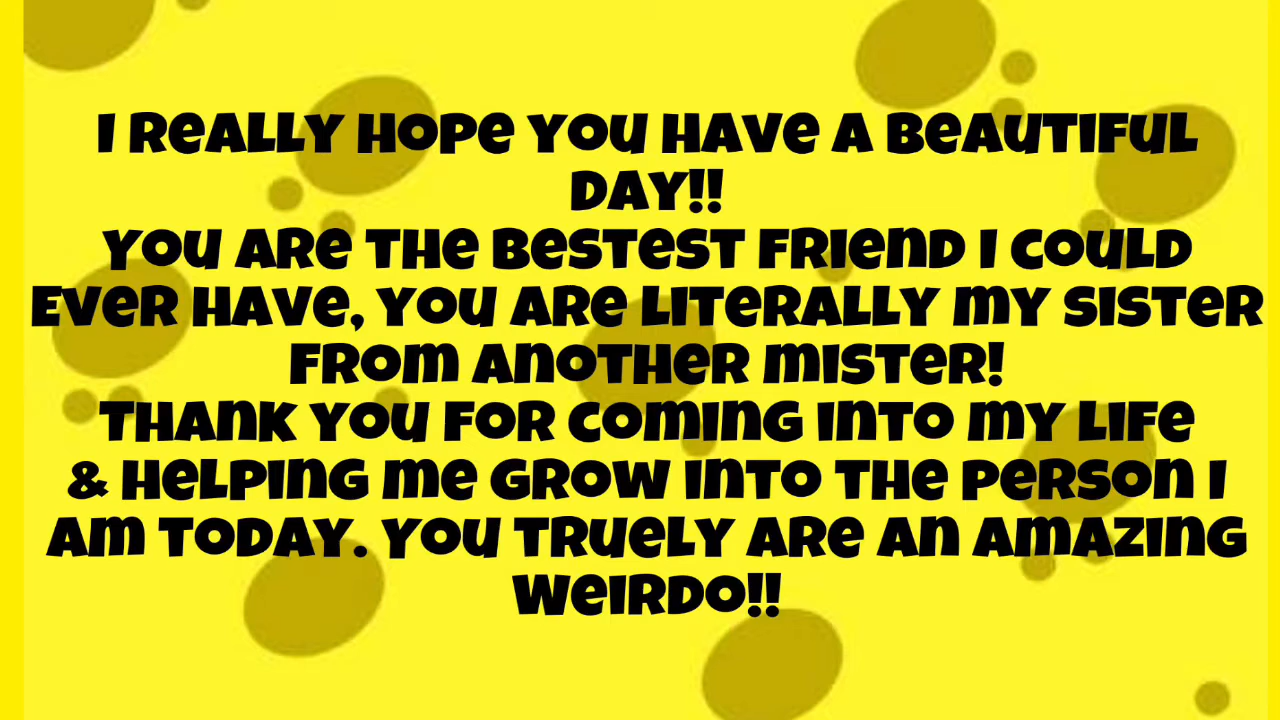 I REALLY HOPE YOU HAVE A BEAUTIFUL
DAY!!
YOU ARE THE BESTEST FRIEND I COULD
EVER HAVE, YOU ARE LITERALLY MY SISTER
FROM ANOTHER MISTER!
THANK YOU FOR COMING INTO MY LIFE
& HELPING ME GROW INTO THE PERSON I
AM TODAY. YOU TRUELY ARE AN AMAZING
WEIRDO!!